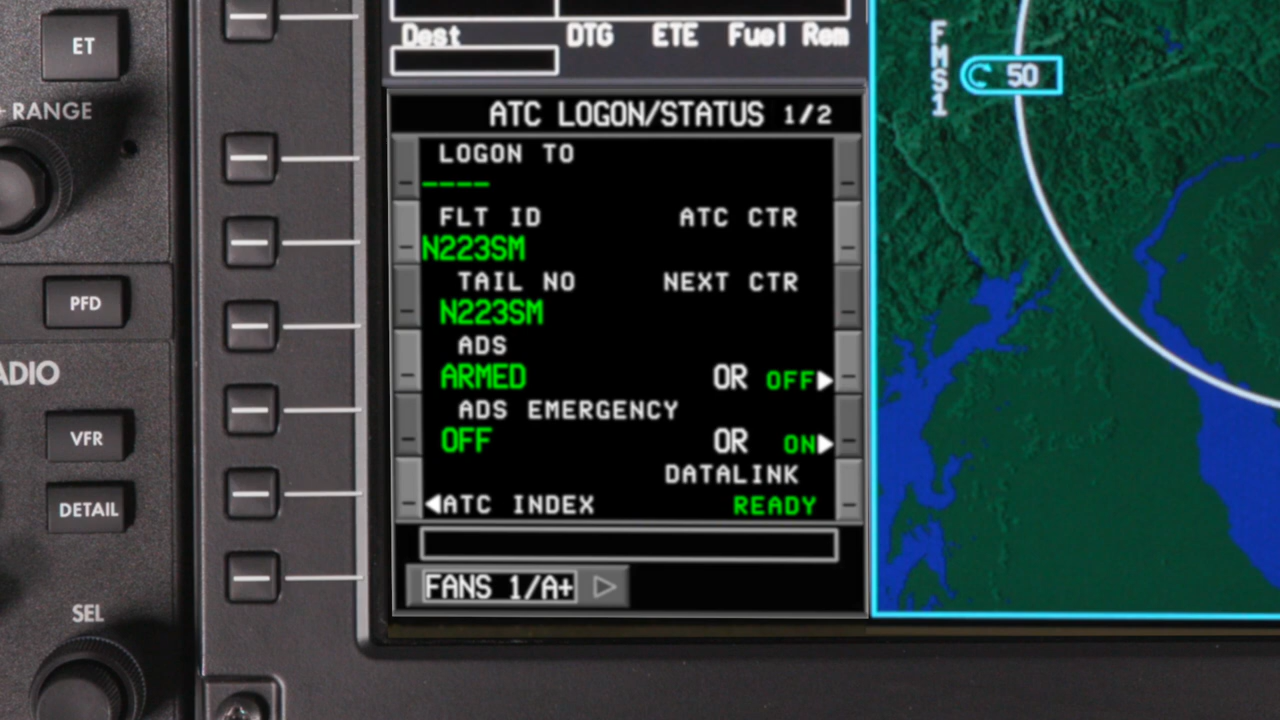 ET
+ RANGE
PFD
ADIO
VFR
DETAIL
SEL
Dest DTG ETE Fuel Rem
ATC LOGON/STATUS 1/2
LOGON TO
----
FLT ID ATC CTR
N223SM
TAIL NO NEXT CTR
N223SM
ADS
ARMED OR OFF
ADS EMERGENCY
OFF OR ON
DATALINK
ATC INDEX READY
FANS 1/A+
FMS1
50